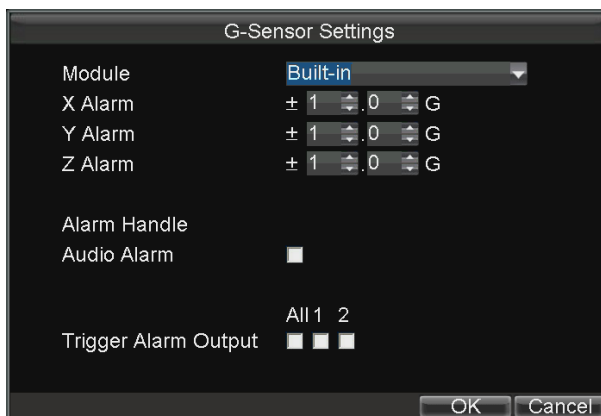 G-Sensor Settings
Module Built-in
X Alarm ± 1 .0 G
Y Alarm ± 1 .0 G
Z Alarm ± 1 .0 G
Alarm Handle
Audio Alarm
All 1 2
Trigger Alarm Output
OK Cancel